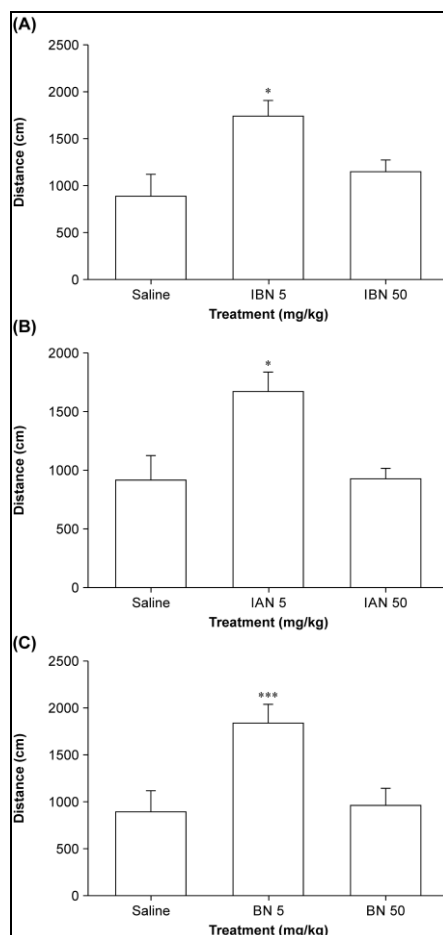 (A)
2500
2000
1500
1000
500
0
Distance (cm)
*
Saline IBN 5 IBN 50
Treatment (mg/kg)
(B)
2000
1500
1000
500
0
Distance (cm)
*
Saline IAN 5 IAN 50
Treatment (mg/kg)
(C)
2500
2000
1500
1000
500
0
Distance (cm)
***
Saline BN 5 BN 50
Treatment (mg/kg)